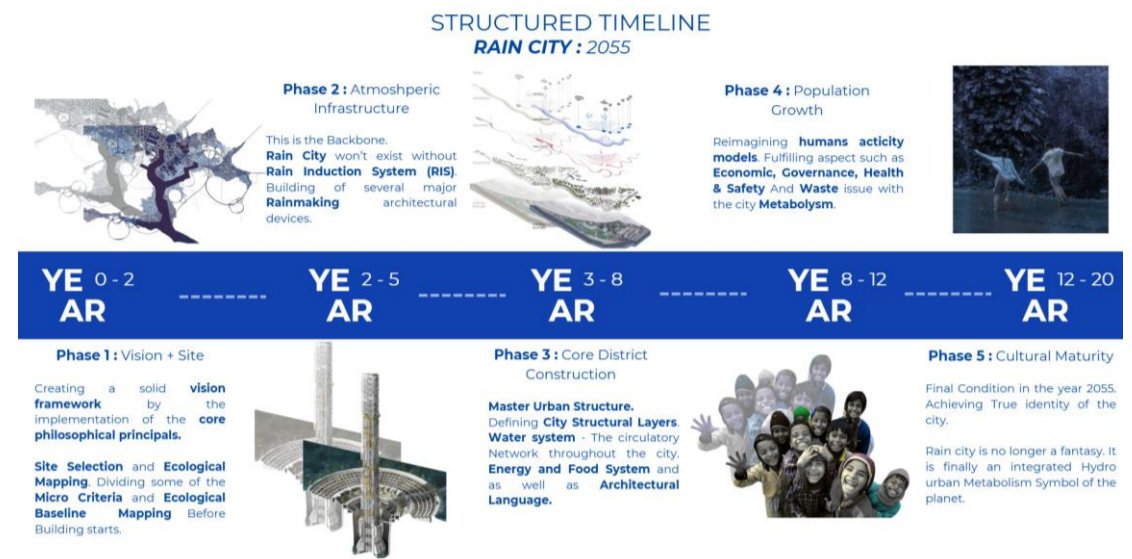 STRUCTURED TIMELINE
RAIN CITY : 2055
Phase 2 : Atmoshperic
Infrastructure
This is the Backbone.
Rain City won't exist without
Rain Induction System (RIS).
Building of several major
Rainmaking architectural
devices.
Phase 4 : Population
Growth
Reimagining humans acticity
models. Fulfilling aspect such as
Economic, Governance, Health
& Safety And Waste issue with
the city Metabolysm.
YE 0 - 2
AR
YE 2 - 5
AR
YE 3 - 8
AR
YE 8 - 12
AR
YE 12 - 20
AR
Phase 1 : Vision + Site
Creating a solid vision
framework by the
implementation of the core
philosophical principals.
Site Selection and Ecological
Mapping. Dividing some of the
Micro Criteria and Ecological
Baseline Mapping Before
Building starts.
Phase 3 : Core District
Construction
Master Urban Structure.
Defining City Structural Layers.
Water system - The circulatory
Network throughout the city.
Energy and Food System and
as well as Architectural
Language.
Phase 5 : Cultural Maturity
Final Condition in the year 2055.
Achieving True identity of the
city.
Rain city is no longer a fantasy. It
is finally an integrated Hydro
urban Metabolism Symbol of the
planet.